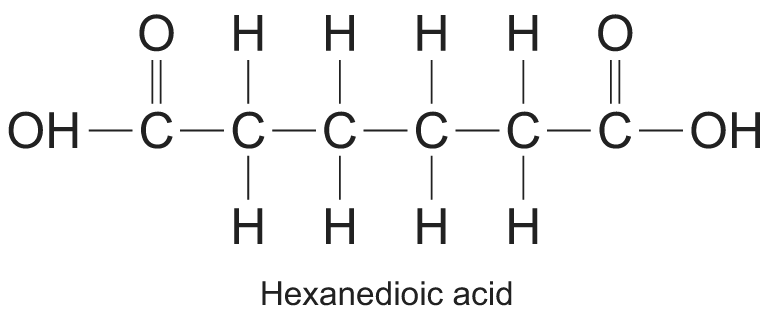 O H H H H O
OH C C C C C C OH
H H H H
Hexanedioic acid